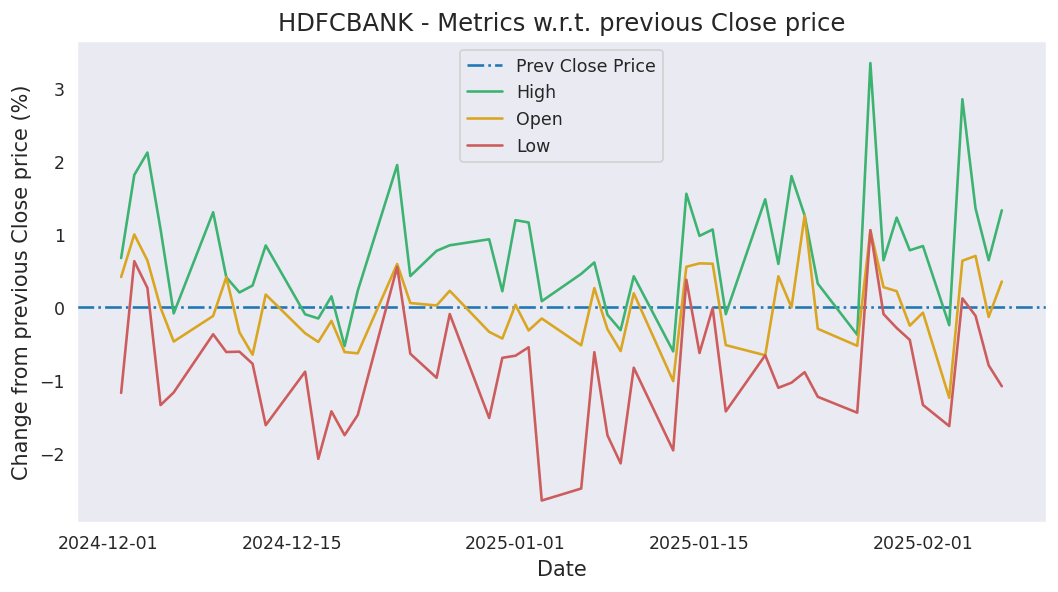 HDFCBANK - Metrics w.r.t. previous Close price
Prev Close Price
High
Open
Low
Change from previous Close price (%)
3
2
1
0
−1
−2
2024-12-01
2024-12-15
2025-01-01
2025-01-15
2025-02-01
Date